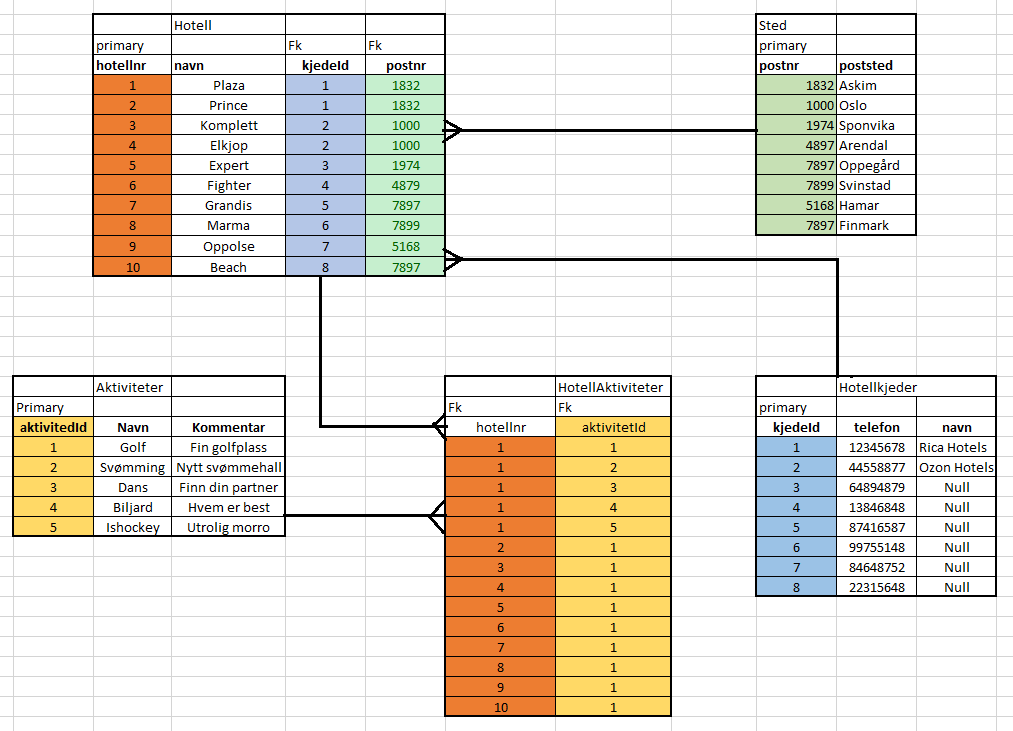 Hotell
primary Fk Fk
hotellnr navn kjedeId postnr
1 Plaza 1 1832
2 Prince 1 1832
3 Komplett 2 1000
4 Elkjop 2 1000
5 Expert 3 1974
6 Fighter 4 4879
7 Grandis 5 7897
8 Marma 6 7899
9 Oppolse 7 5168
10 Beach 8 7897
Sted
primary
postnr poststed
1832 Askim
1000 Oslo
1974 Sponvika
4897 Arendal
7897 Oppegård
7899 Svinstad
5168 Hamar
7897 Finmark
Aktiviteter
Primary
aktivitedId Navn Kommentar
1 Golf Fin golfplass
2 Svømming Nytt svømmehall
3 Dans Finn din partner
4 Biljard Hvem er best
5 Ishockey Utrolig morro
HotellAktiviteter
Fk Fk
hotellnr aktivitetId
1 1
1 2
1 3
1 4
1 5
2 1
3 1
4 1
5 1
6 1
7 1
8 1
9 1
10 1
Hotellkjeder
primary
kjedeId telefon navn
1 12345678 Rica Hotels
2 44558877 Ozon Hotels
3 64894879 Null
4 13846848 Null
5 87416587 Null
6 99755148 Null
7 84648752 Null
8 22315648 Null